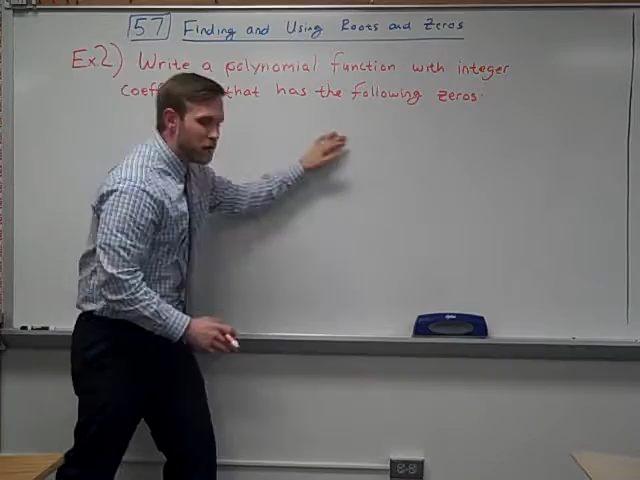 57 Finding and Using Roots and Zeros
Ex2) Write a polynomial function with integer
that has the following zeros.